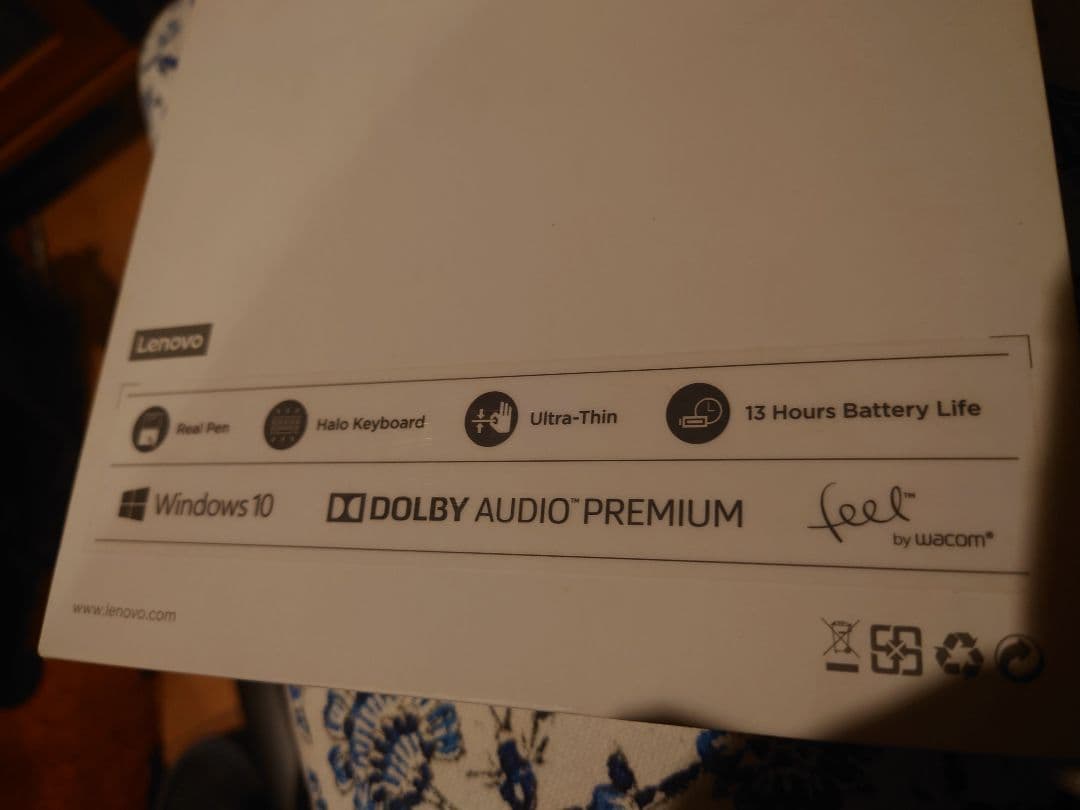 Lenovo
Real Pen Halo Keyboard Ultra-Thin 13 Hours Battery Life
Windows 10 DOLBY AUDIO™ PREMIUM feel™
by wacom®
www.lenovo.com